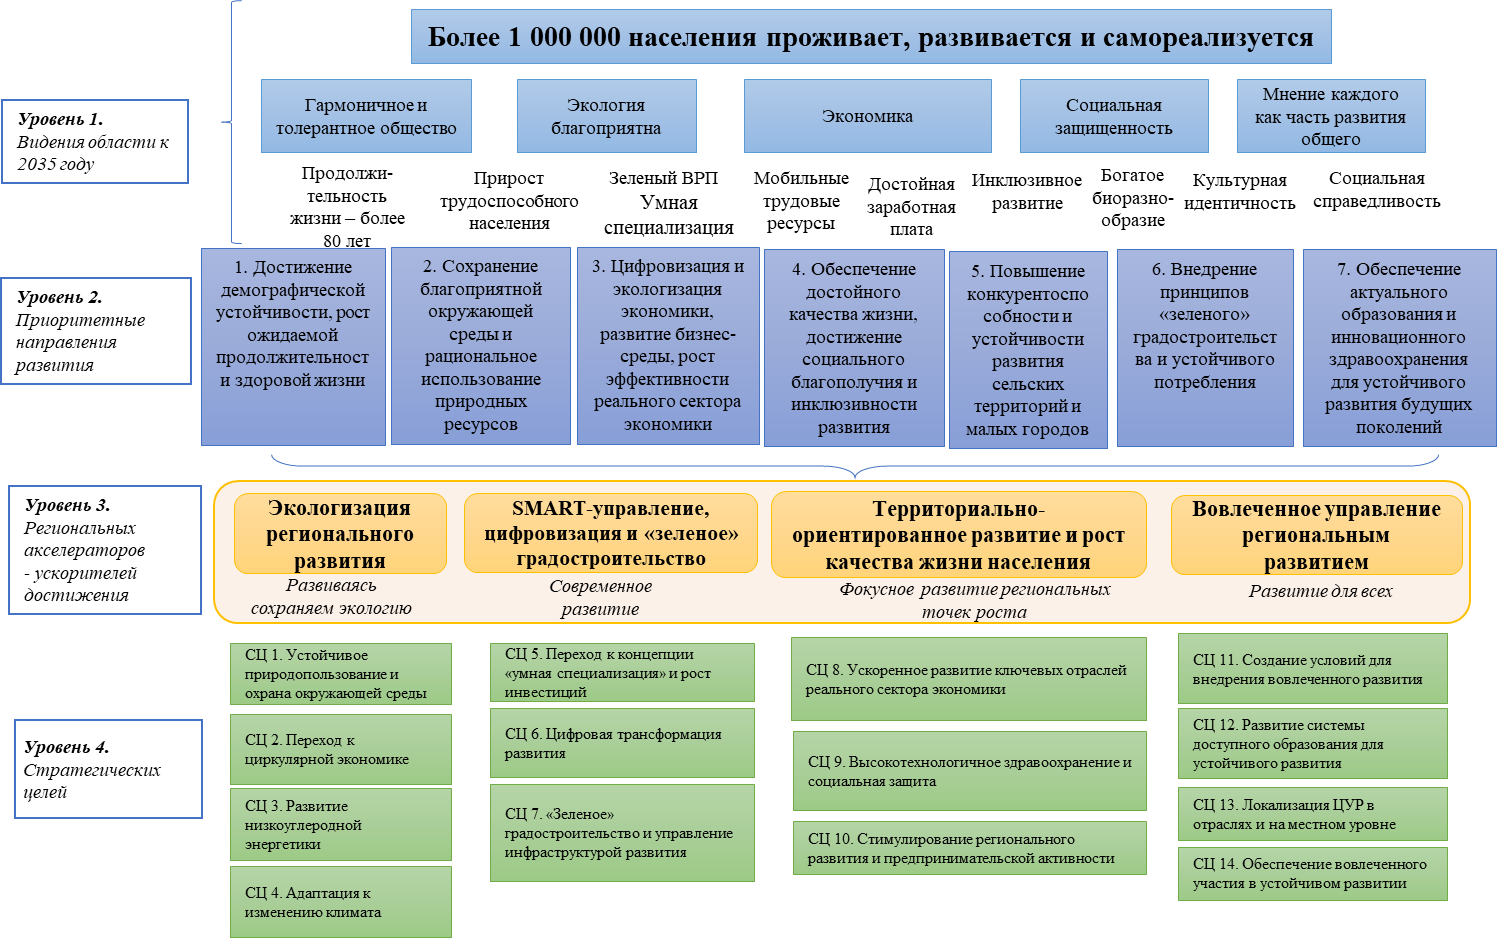 Более 1 000 000 населения проживает, развивается и самореализуется
Уровень 1.
Видения области к
2035 году
Гармоничное и
толерантное общество
Экология
благоприятна
Экономика
Социальная
защищенность
Мнение каждого
как часть развития
общего
Продолжи-
тельность
жизни – более
80 лет
Прирост
трудоспособного
населения
Зеленый ВРП
Умная
специализация
Мобильные
трудовые
ресурсы
Достойная
заработная
плата
Инклюзивное
развитие
Богатое
биоразно-
образие
Культурная
идентичность
Социальная
справедливость
Уровень 2.
Приоритетные
направления
развития
1. Достижение
демографической
устойчивости, рост
ожидаемой
продолжительност
и здоровой жизни
2. Сохранение
благоприятной
окружающей
среды и
рациональное
использование
природных
ресурсов
3. Цифровизация и
экологизация
экономики,
развитие бизнес-
среды, рост
эффективности
реального сектора
экономики
4. Обеспечение
достойного
качества жизни,
достижение
социального
благополучия и
инклюзивности
развития
5. Повышение
конкурентоспо
собности и
устойчивости
развития
сельских
территорий и
малых городов
6. Внедрение
принципов
«зеленого»
градостроительст
ва и устойчивого
потребления
7. Обеспечение
актуального
образования и
инновационного
здравоохранения
для устойчивого
развития будущих
поколений
Уровень 3.
Региональных
акселераторов
- ускорителей
достижения
Экологизация
регионального
развития
Развиваясь
сохраняем экологию
SMART-управление,
цифровизация и «зеленое»
градостроительство
Современное
развитие
Территориально-
ориентированное развитие и рост
качества жизни населения
Фокусное развитие региональных
точек роста
Вовлеченное управление
региональным
развитием
Развитие для всех
Уровень 4.
Стратегических
целей
СЦ 1. Устойчивое
природопользование и
охрана окружающей среды
СЦ 2. Переход к
циркулярной экономике
СЦ 3. Развитие
низкоуглеродной
энергетики
СЦ 4. Адаптация к
изменению климата
СЦ 5. Переход к концепции
«умная специализация» и рост
инвестиций
СЦ 6. Цифровая трансформация
развития
СЦ 7. «Зеленое»
градостроительство и управление
инфраструктурой развития
СЦ 8. Ускоренное развитие ключевых отраслей
реального сектора экономики
СЦ 9. Высокотехнологичное здравоохранение и
социальная защита
СЦ 10. Стимулирование регионального
развития и предпринимательской активности
СЦ 11. Создание условий для
внедрения вовлеченного развития
СЦ 12. Развитие системы
доступного образования для
устойчивого развития
СЦ 13. Локализация ЦУР в
отраслях и на местном уровне
СЦ 14. Обеспечение вовлеченного
участия в устойчивом развитии